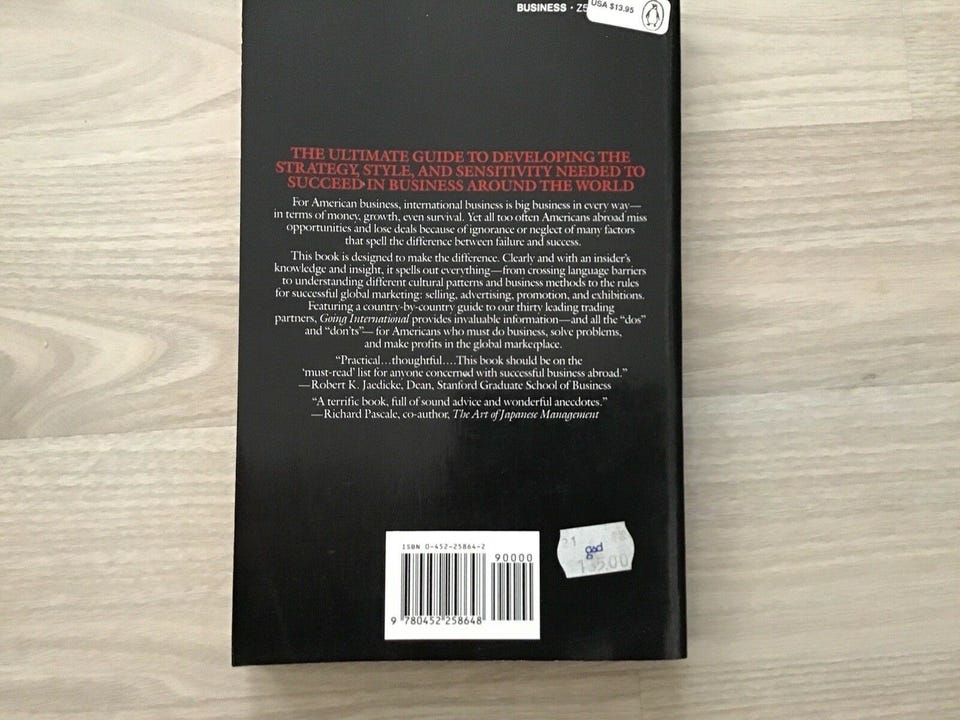 BUSINESS · Z5
USA $13.95
THE ULTIMATE GUIDE TO DEVELOPING THE
STRATEGY, STYLE, AND SENSITIVITY NEEDED TO
SUCCEED IN BUSINESS AROUND THE WORLD
For American business, international business is big business in every way—
in terms of money, growth, even survival. Yet all too often Americans abroad miss
opportunities and lose deals because of ignorance or neglect of many factors
that spell the difference between failure and success.
This book is designed to make the difference. Clearly and with an insider's
knowledge and insight, it spells out everything—from crossing language barriers
to understanding different cultural patterns and business methods to the rules
for successful global marketing: selling, advertising, promotion, and exhibitions.
Featuring a country-by-country guide to our thirty leading trading
partners, Going International provides invaluable information—and all the “dos”
and “don'ts”—for Americans who must do business, solve problems,
and make profits in the global marketplace.
“Practical...thoughtful....This book should be on the
‘must-read’ list for anyone concerned with successful business abroad.”
—Robert K. Jaedicke, Dean, Stanford Graduate School of Business
“A terrific book, full of sound advice and wonderful anecdotes.”
—Richard Pascale, co-author, The Art of Japanese Management
ISBN 0-452-25864-2
90000
9 780452 258648
gad
135.00